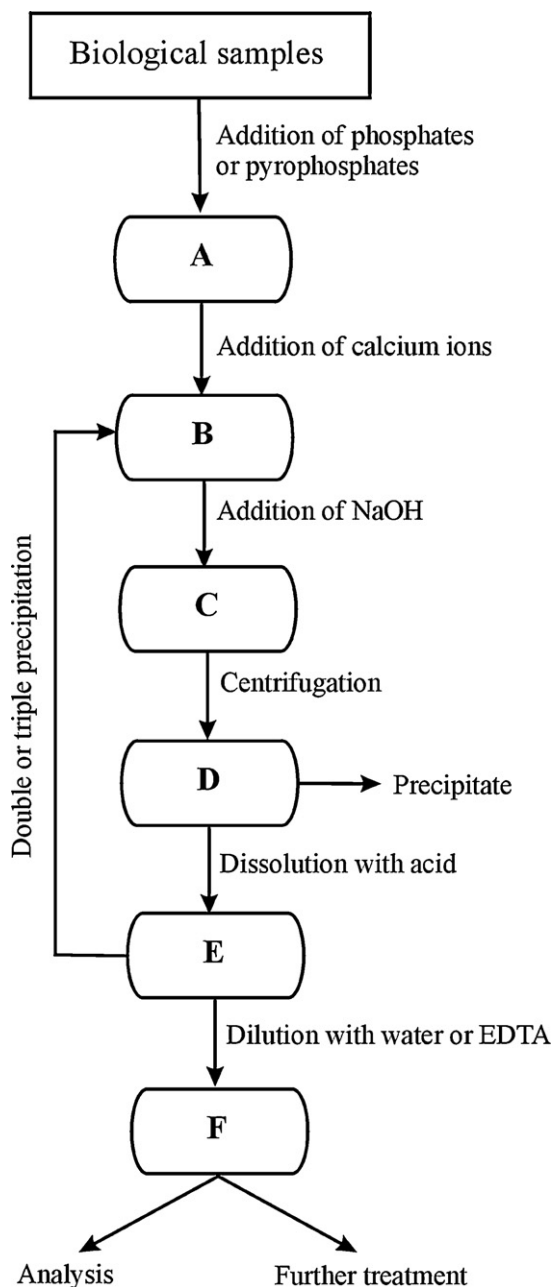 Biological samples
Addition of phosphates
or pyrophosphates
A
Addition of calcium ions
B
Addition of NaOH
C
Centrifugation
D
Precipitate
Dissolution with acid
E
Double or triple precipitation
Dilution with water or EDTA
F
Analysis
Further treatment